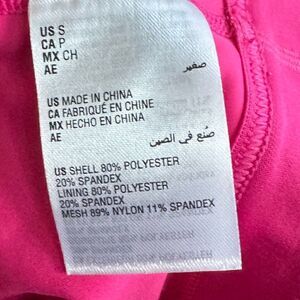 US S
CA P
MX CH
AE صغير
US MADE IN CHINA
CA FABRIQUÉ EN CHINE
MX HECHO EN CHINA
AE صُنع في الصين
US SHELL 80% POLYESTER
20% SPANDEX
LINING 80% POLYESTER
20% SPANDEX
MESH 89% NYLON 11% SPANDEX